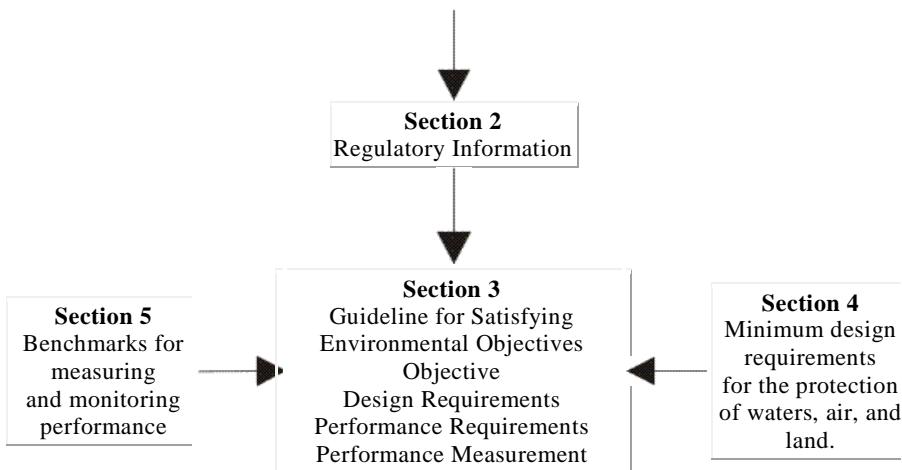 Section 2
Regulatory Information
Section 3
Guideline for Satisfying
Environmental Objectives
Objective
Design Requirements
Performance Requirements
Performance Measurement
Section 5
Benchmarks for
measuring
and monitoring
performance
Section 4
Minimum design
requirements
for the protection
of waters, air, and
land.